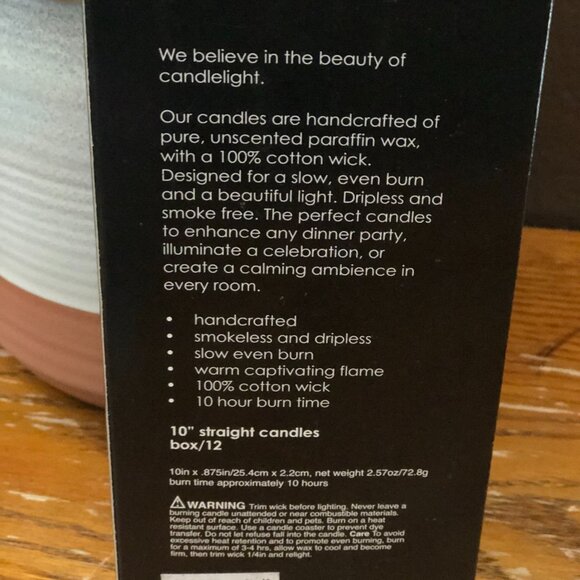 We believe in the beauty of
candlelight.
Our candles are handcrafted of
pure, unscented paraffin wax,
with a 100% cotton wick.
Designed for a slow, even burn
and a beautiful light. Dripless and
smoke free. The perfect candles
to enhance any dinner party,
illuminate a celebration, or
create a calming ambience in
every room.
• handcrafted
• smokeless and dripless
• slow even burn
• warm captivating flame
• 100% cotton wick
• 10 hour burn time
10" straight candles
box/12
10in x .875in/25.4cm x 2.2cm, net weight 2.57oz/72.8g
burn time approximately 10 hours
⚠WARNING Trim wick before lighting. Never leave a
burning candle unattended or near combustible materials.
Keep out of reach of children and pets. Burn on a heat
resistant surface. Use a candle coaster to prevent dye
transfer. Do not let refuse fall into the candle. Care To avoid
excessive heat retention and to promote even burning, burn
for a maximum of 3-4 hrs, allow wax to cool and become
firm, then trim wick 1/4in and relight.